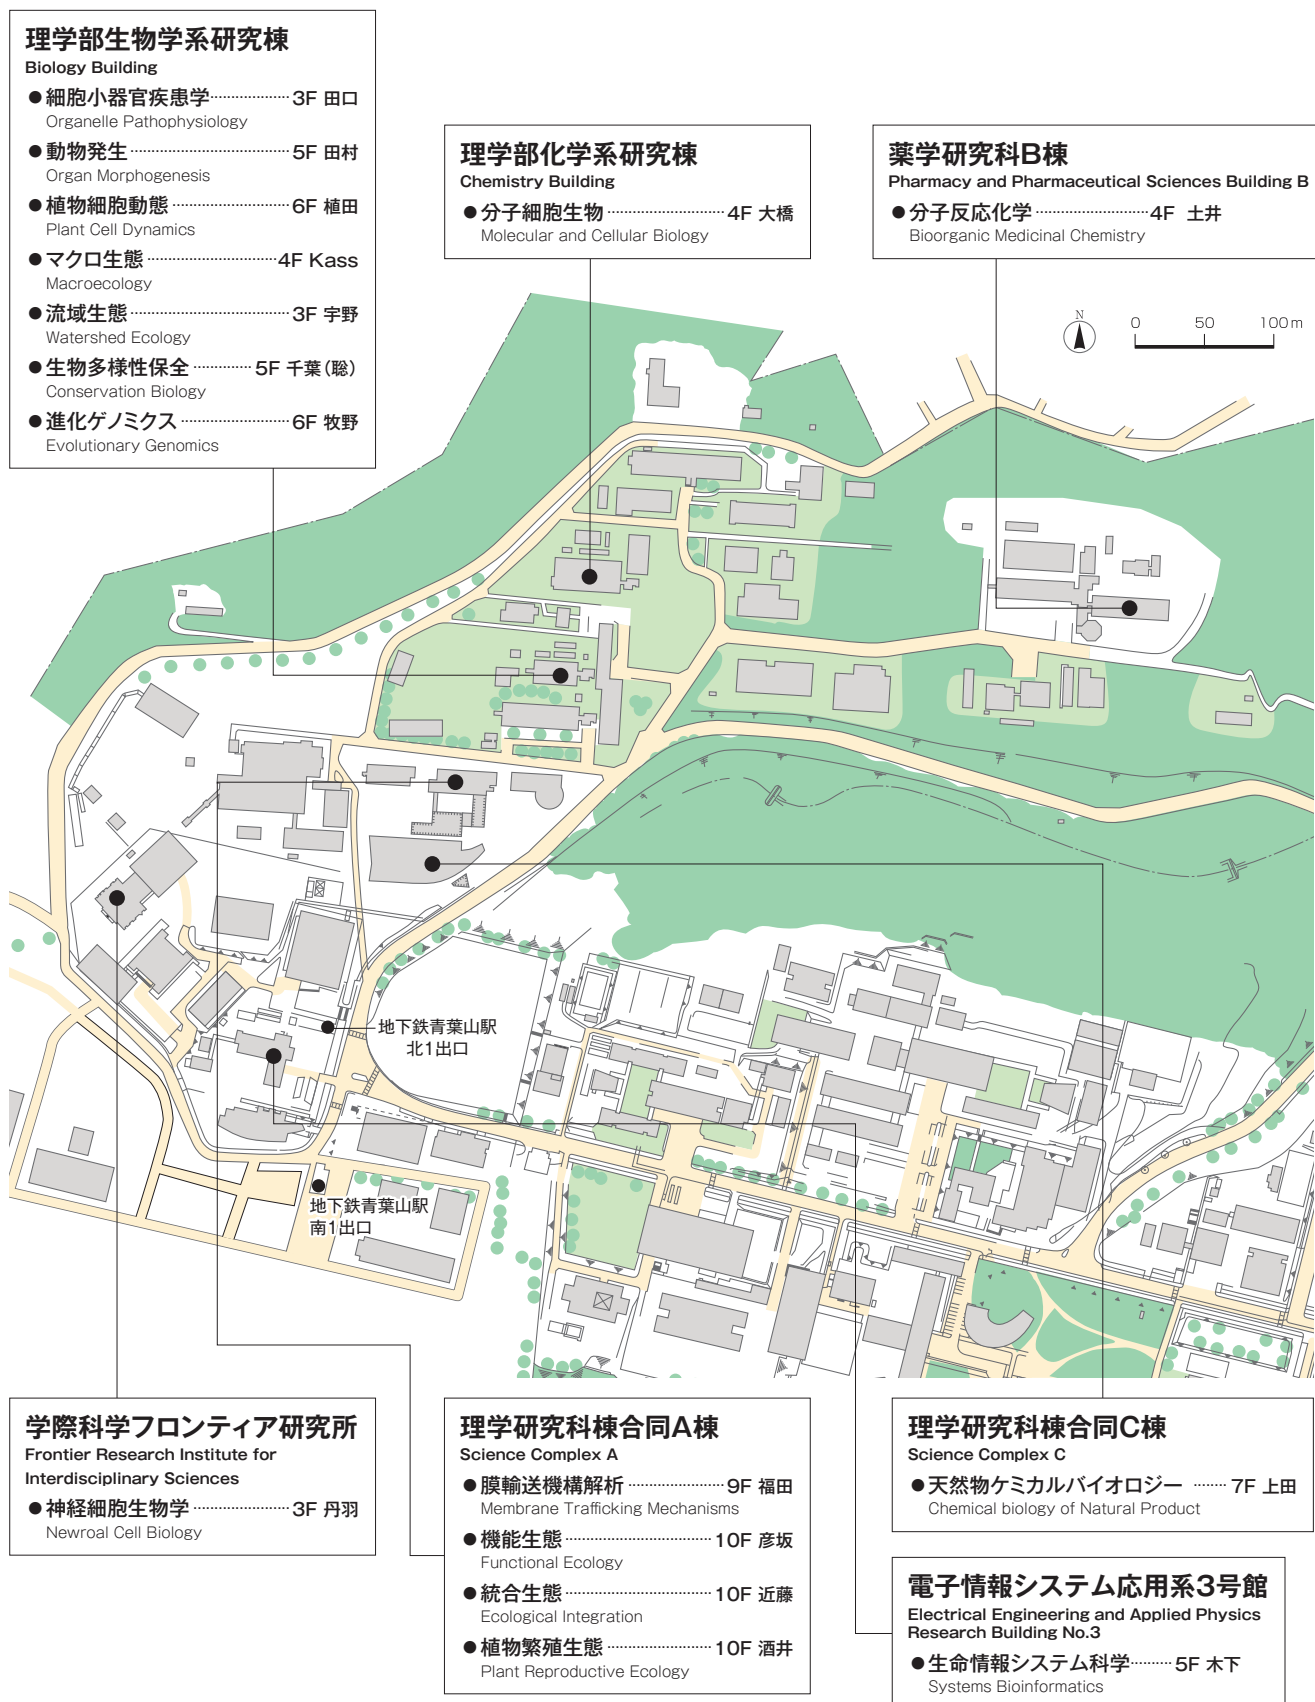 理学部生物学系研究棟
Biology Building
●細胞小器官疾患学………………3F 田口
Organelle Pathophysiology
●動物発生………………………5F 田村
Organ Morphogenesis
●植物細胞動態…………………6F 植田
Plant Cell Dynamics
●マクロ生態……………………4F Kass
Macroecology
●流域生態………………………3F 宇野
Watershed Ecology
●生物多様性保全…………5F 千葉(聡)
Conservation Biology
●進化ゲノミクス………………6F 牧野
Evolutionary Genomics
理学部化学系研究棟
Chemistry Building
●分子細胞生物…………………4F 大橋
Molecular and Cellular Biology
薬学研究科B棟
Pharmacy and Pharmaceutical Sciences Building B
●分子反応化学…………………4F 土井
Bioorganic Medicinal Chemistry
N
0 50 100m
地下鉄青葉山駅
北1出口
地下鉄青葉山駅
南1出口
学際科学フロンティア研究所
Frontier Research Institute for
Interdisciplinary Sciences
●神経細胞生物学………………3F 丹羽
Newroal Cell Biology
理学研究科棟合同A棟
Science Complex A
●膜輸送機構解析………………9F 福田
Membrane Trafficking Mechanisms
●機能生態………………………10F 彦坂
Functional Ecology
●統合生態………………………10F 近藤
Ecological Integration
●植物繁殖生態…………………10F 酒井
Plant Reproductive Ecology
理学研究科棟合同C棟
Science Complex C
●天然物ケミカルバイオロジー ………7F 上田
Chemical biology of Natural Product
電子情報システム応用系3号館
Electrical Engineering and Applied Physics
Research Building No.3
●生命情報システム科学…………5F 木下
Systems Bioinformatics